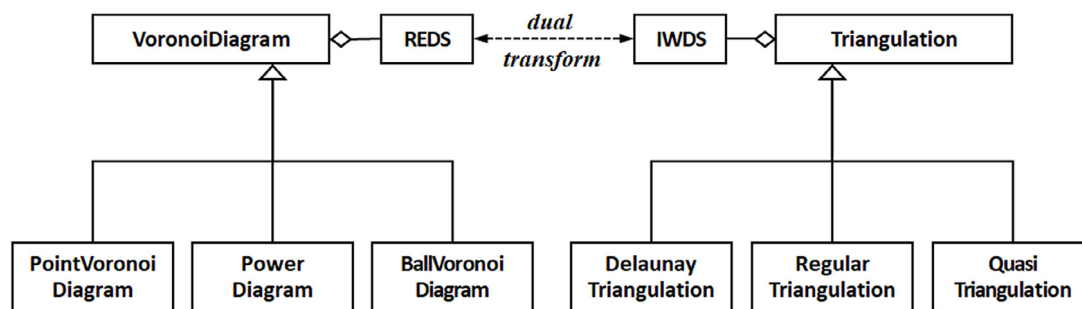 VoronoiDiagram
REDS
dual
transform
IWDS
Triangulation
PointVoronoi
Diagram
Power
Diagram
BallVoronoi
Diagram
Delaunay
Triangulation
Regular
Triangulation
Quasi
Triangulation